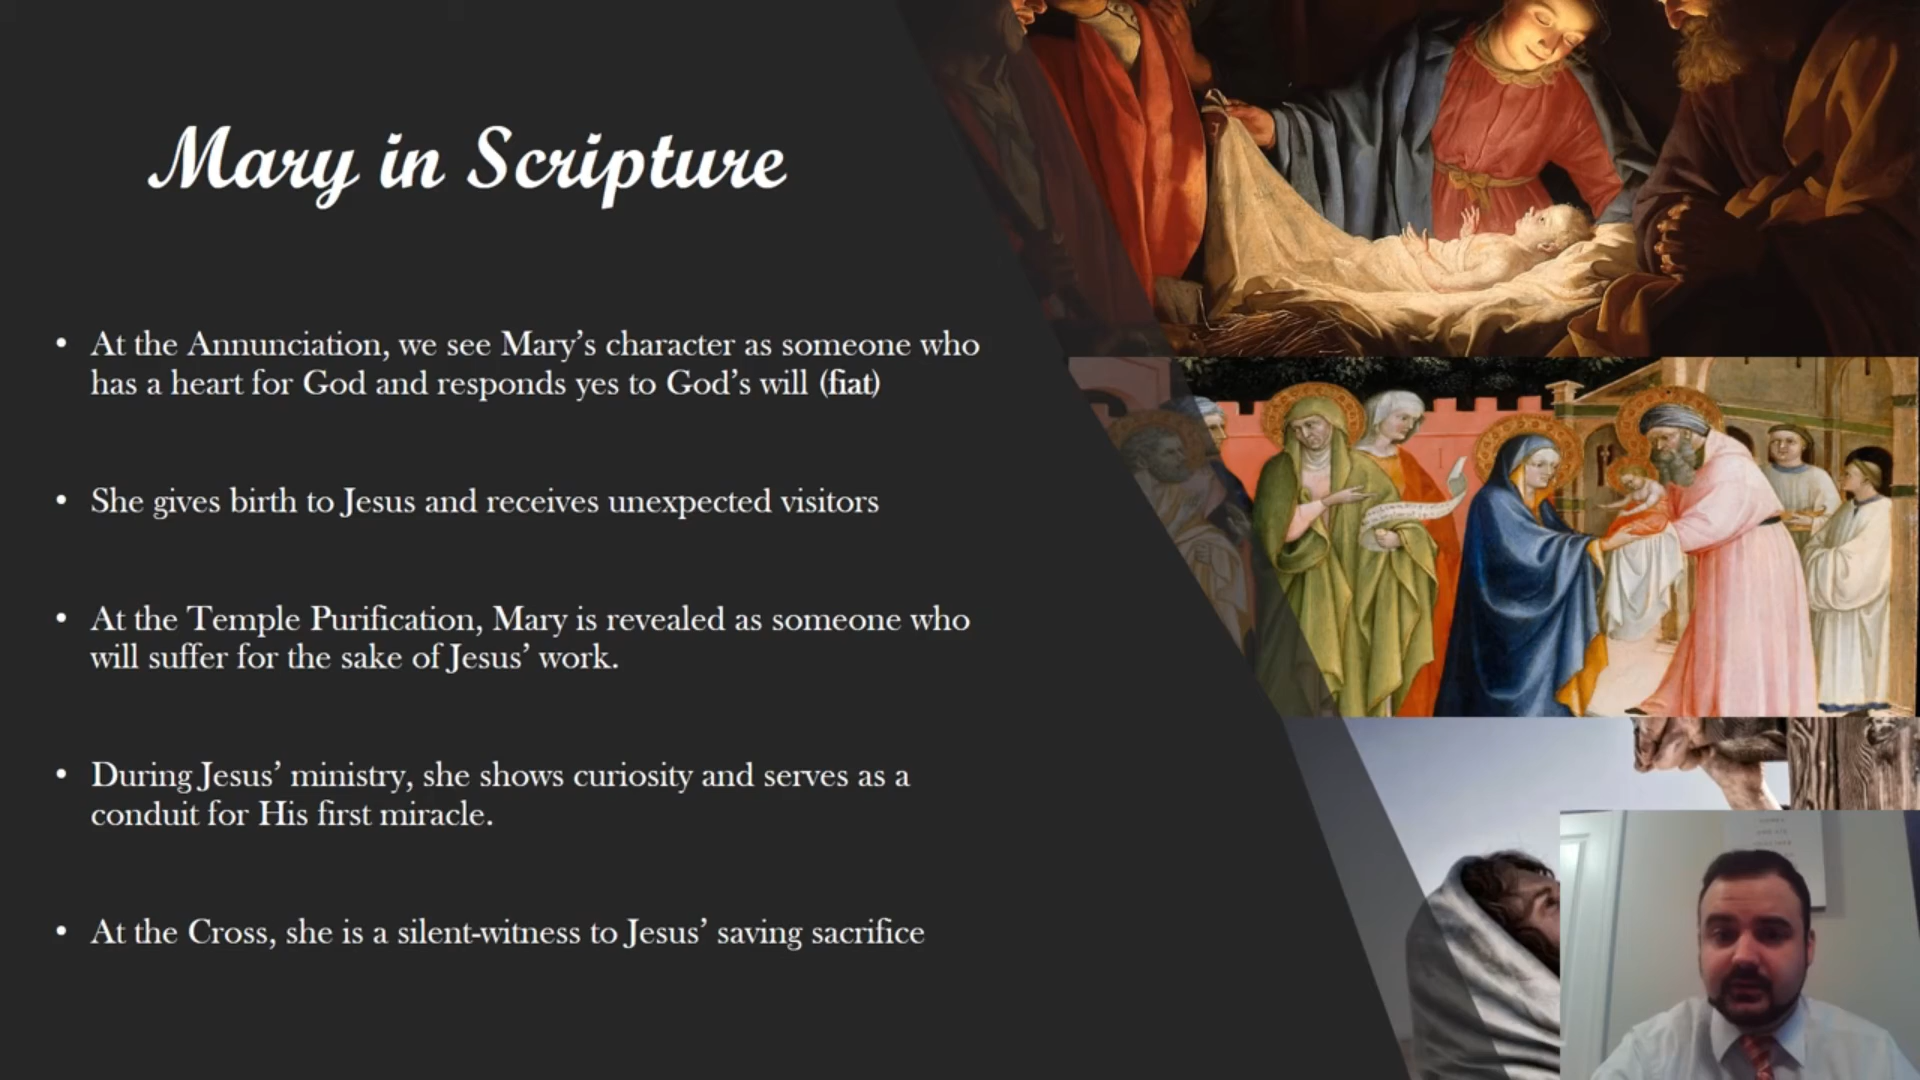 Mary in Scripture
• At the Annunciation, we see Mary’s character as someone who
has a heart for God and responds yes to God’s will (fiat)
• She gives birth to Jesus and receives unexpected visitors
• At the Temple Purification, Mary is revealed as someone who
will suffer for the sake of Jesus’ work.
• During Jesus’ ministry, she shows curiosity and serves as a
conduit for His first miracle.
• At the Cross, she is a silent-witness to Jesus’ saving sacrifice